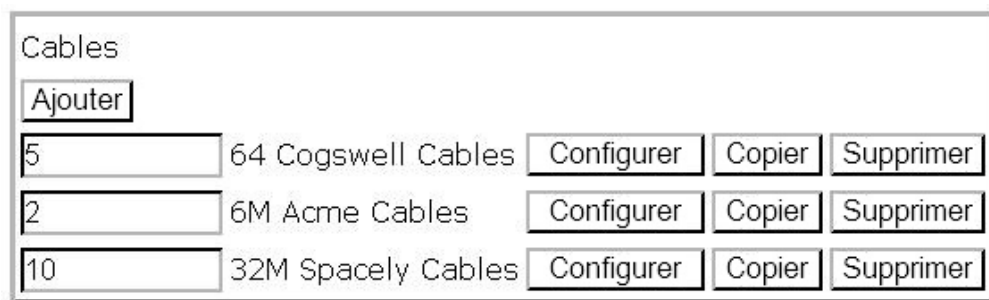 Cables
Ajouter
5 64 Cogswell Cables Configurer Copier Supprimer
2 6M Acme Cables Configurer Copier Supprimer
10 32M Spacely Cables Configurer Copier Supprimer